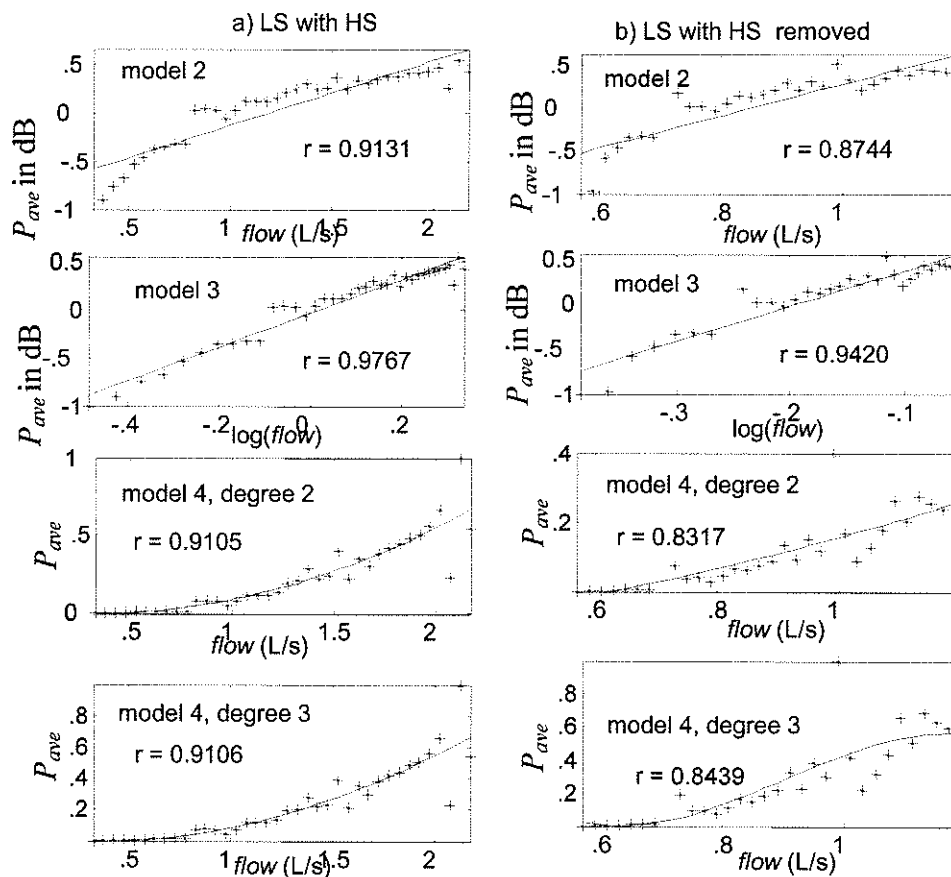 a) LS with HS
.5
model 2
0
r = 0.9131
-.5
-1
P_ave in dB
.5 1 1.5 2
flow (L/s)
0.5
model 3
0
r = 0.9767
-.5
-1
P_ave in dB
-.4 -.2 0 .2
log(flow)
1
model 4, degree 2
.5
r = 0.9105
0
P_ave
0.5 1 1.5 2
flow (L/s)
.8
model 4, degree 3
.6
r = 0.9106
.4
.2
P_ave
0.5 1 1.5 2
flow (L/s)
b) LS with HS removed
.5
model 2
0
r = 0.8744
-.5
-1
P_ave in dB
.6 .8 1
flow (L/s)
0.5
model 3
0
r = 0.9420
-.5
-1
P_ave in dB
-.3 -.2 -.1
log(flow)
.4
model 4, degree 2
.2
r = 0.8317
0
P_ave
.6 .8 1
flow (L/s)
.8
model 4, degree 3
.6
.4
r = 0.8439
.2
P_ave
.6 .8 1
flow (L/s)